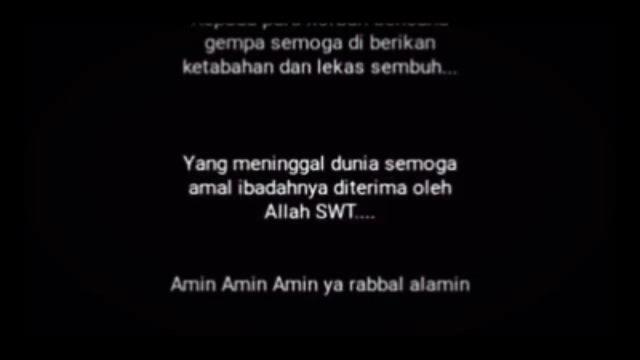 gempa semoga di berikan
ketabahan dan lekas sembuh...
Yang meninggal dunia semoga
amal ibadahnya diterima oleh
Allah SWT....
Amin Amin Amin ya rabbal alamin